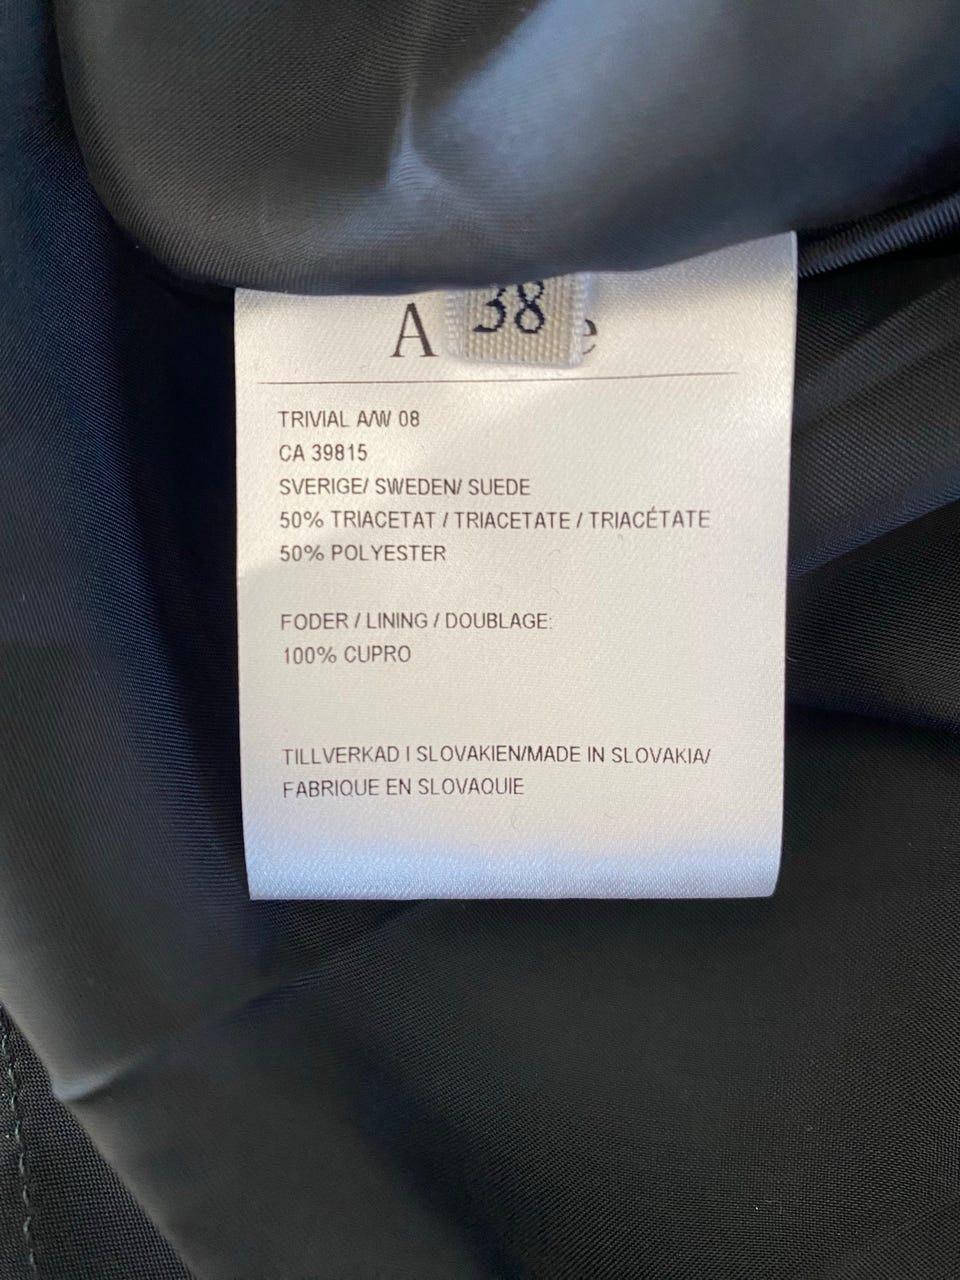 A 38 e
TRIVIAL A/W 08
CA 39815
SVERIGE/ SWEDEN/ SUEDE
50% TRIACETAT / TRIACETATE / TRIACÉTATE
50% POLYESTER
FODER / LINING / DOUBLAGE:
100% CUPRO
TILLVERKAD I SLOVAKIEN/MADE IN SLOVAKIA/
FABRIQUE EN SLOVAQUIE